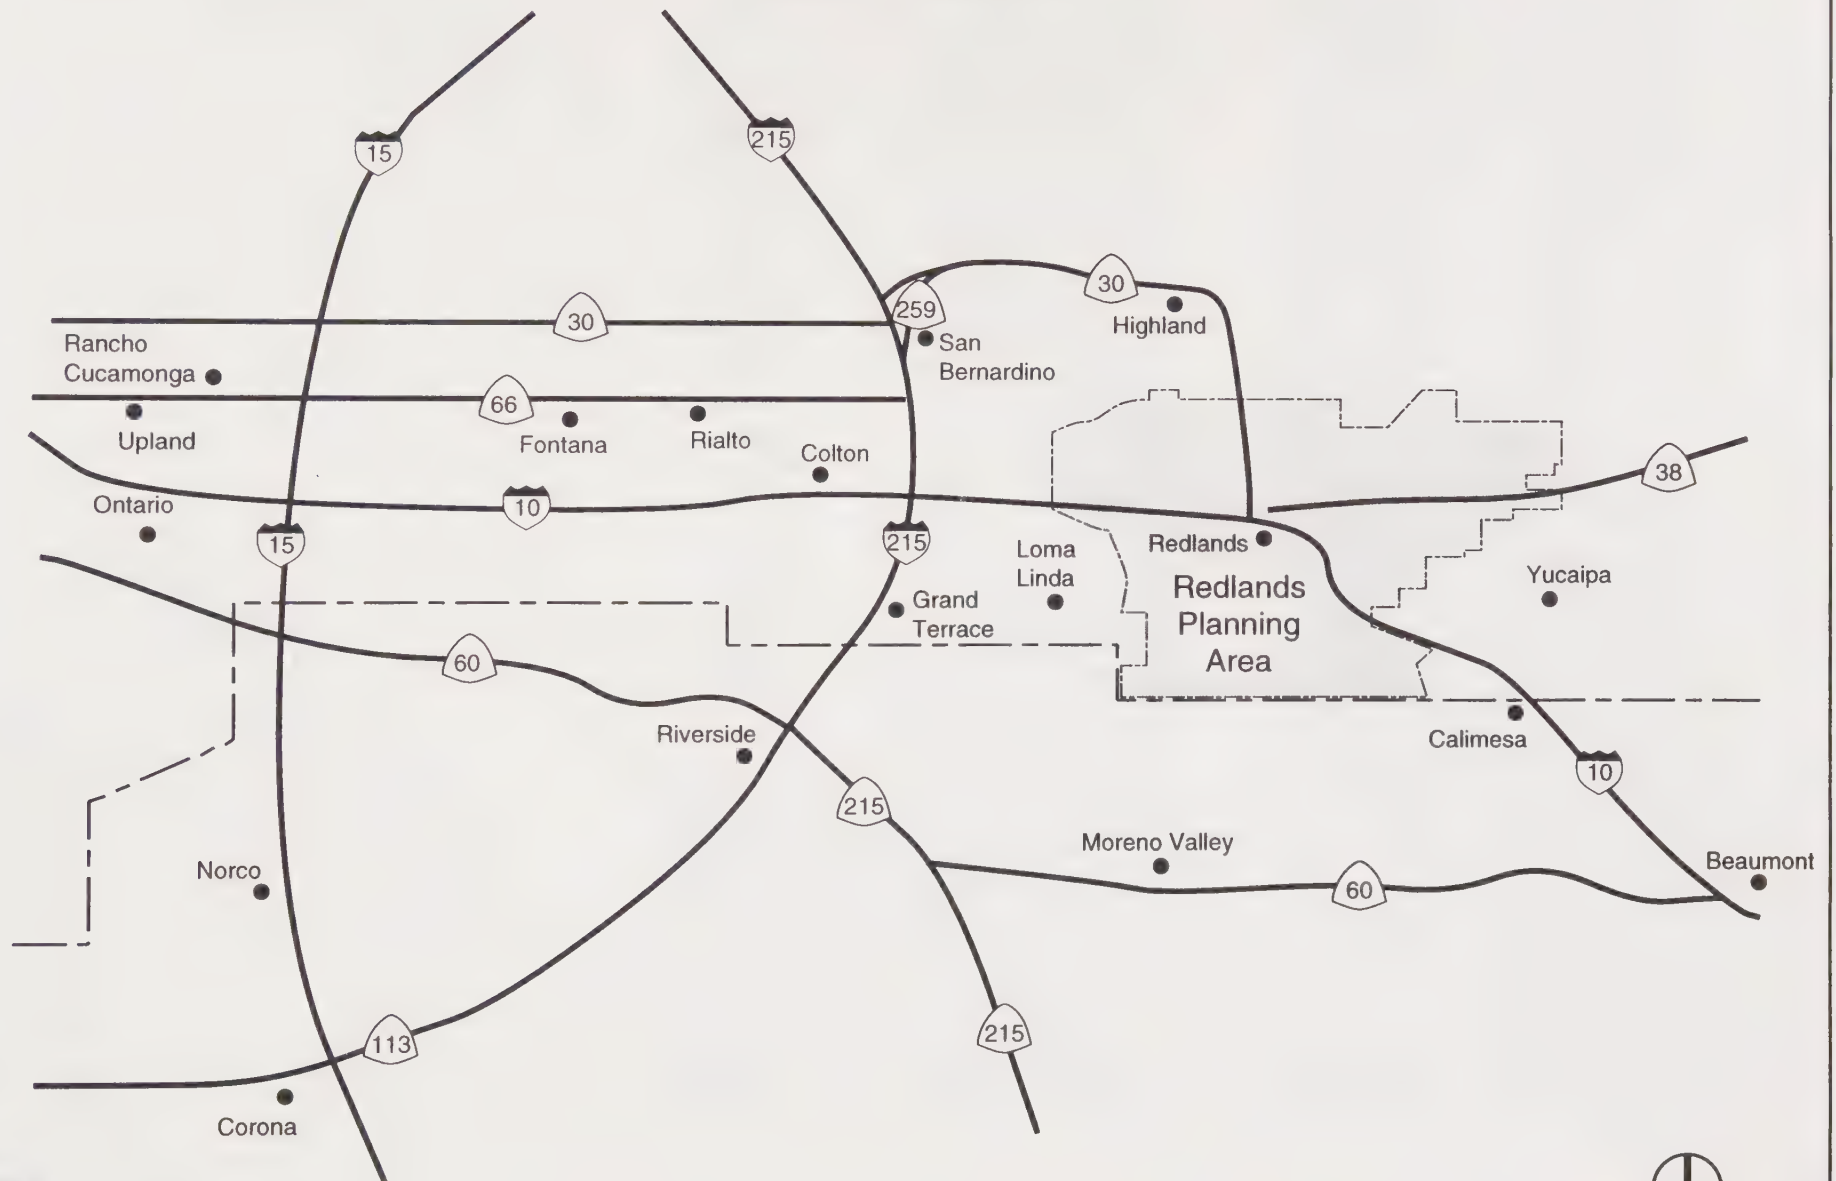 15
215
30
30
259
Highland
Rancho
Cucamonga
San
Bernardino
66
Upland
Fontana
Rialto
Colton
38
Ontario
10
15
215
Loma
Linda
Redlands
Redlands
Planning
Area
Yucaipa
Grand
Terrace
60
Riverside
Calimesa
10
215
Moreno Valley
60
Beaumont
Norco
215
113
Corona